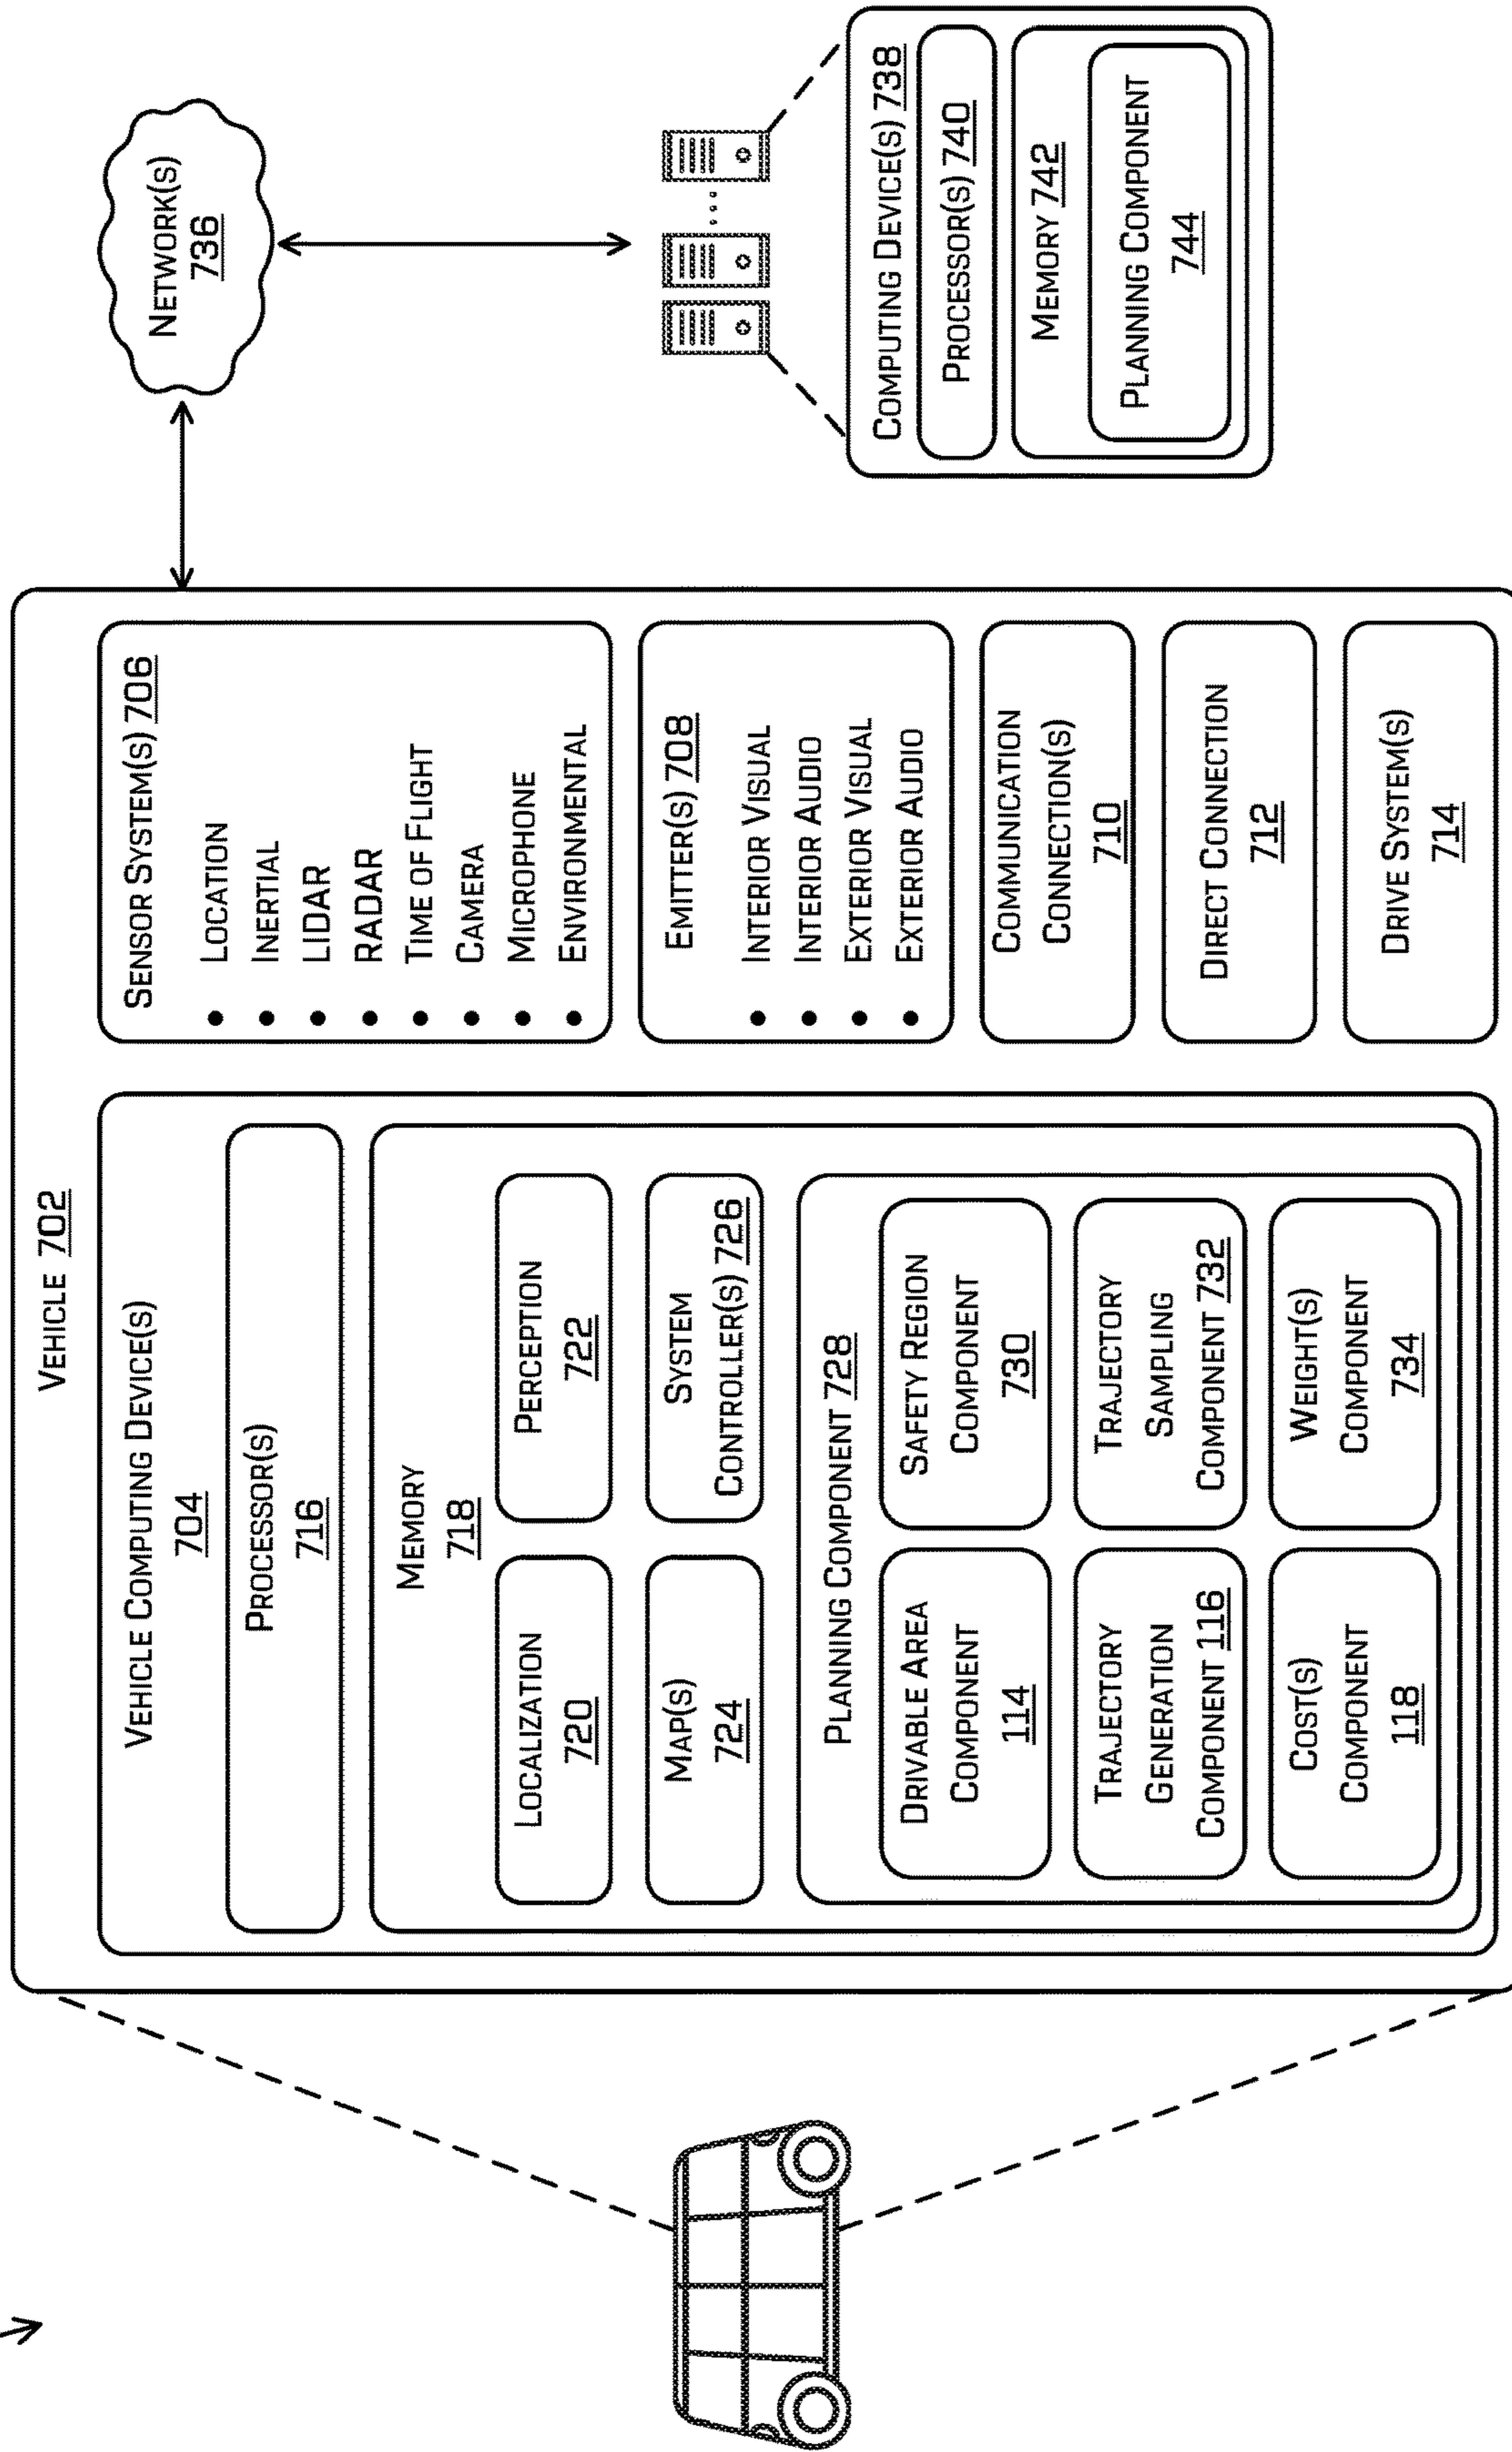 VEHICLE 702
VEHICLE COMPUTING DEVICE(S)
704
PROCESSOR(S)
716
MEMORY
718
LOCALIZATION
720
PERCEPTION
722
MAP(S)
724
SYSTEM
CONTROLLER(S) 726
PLANNING COMPONENT 728
DRIVABLE AREA
COMPONENT
114
SAFETY REGION
COMPONENT
730
TRAJECTORY
GENERATION
COMPONENT 116
TRAJECTORY
SAMPLING
COMPONENT 732
COST(S)
COMPONENT
118
WEIGHT(S)
COMPONENT
734
SENSOR SYSTEM(S) 706
• LOCATION
• INERTIAL
• LIDAR
• RADAR
• TIME OF FLIGHT
• CAMERA
• MICROPHONE
• ENVIRONMENTAL
EMITTER(S) 708
• INTERIOR VISUAL
• INTERIOR AUDIO
• EXTERIOR VISUAL
• EXTERIOR AUDIO
COMMUNICATION
CONNECTION(S)
710
DIRECT CONNECTION
712
DRIVE SYSTEM(S)
714
NETWORK(S)
736
...
COMPUTING DEVICE(S) 738
PROCESSOR(S) 740
MEMORY 742
PLANNING COMPONENT
744